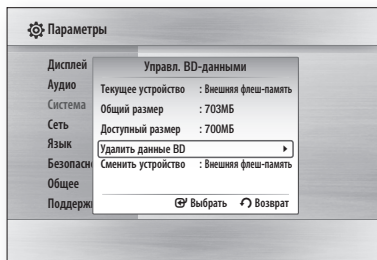 Параметры
Дисплей
Аудио
Система
Сеть
Язык
Безопасн
Общее
Поддерж
Управл. BD-данными
Текущее устройство : Внешняя флеш-память
Общий размер : 703МБ
Доступный размер : 700МБ
Удалить данные BD
Сменить устройство : Внешняя флеш-память
Выбрать Возврат